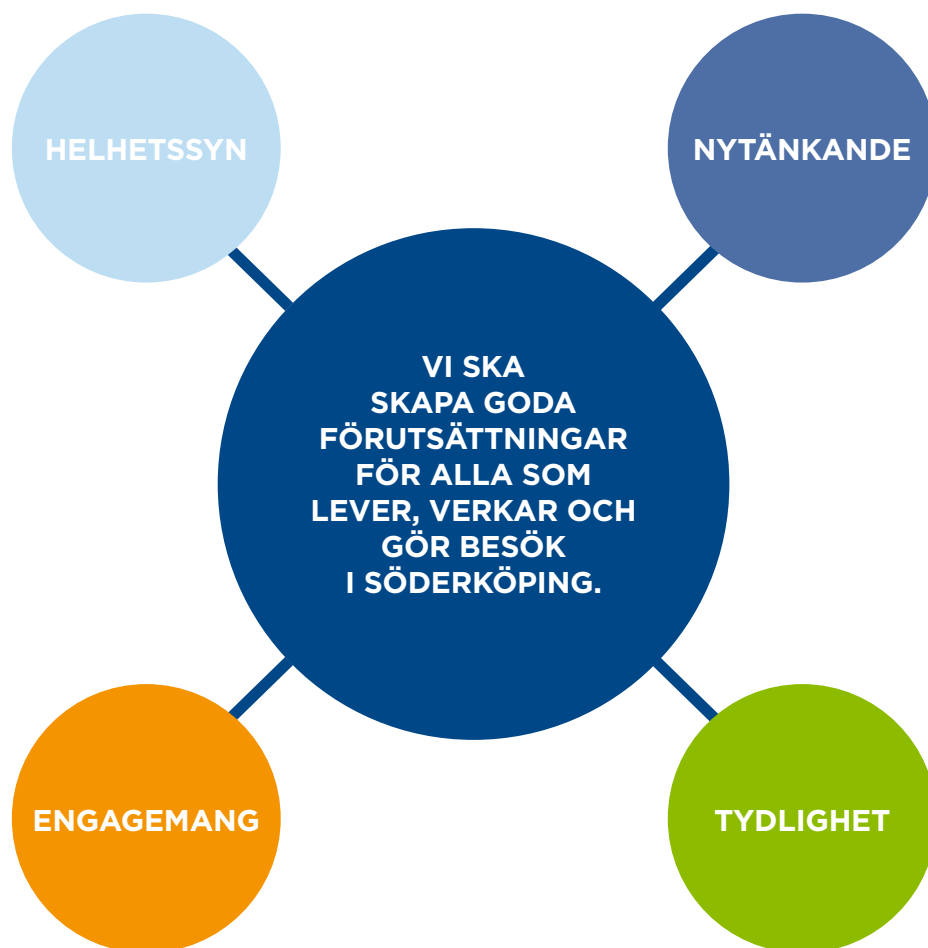 HELHETSSYN
NYTÄNKANDE
VI SKA
SKAPA GODA
FÖRUTSÄTTNINGAR
FÖR ALLA SOM
LEVER, VERKAR OCH
GÖR BESÖK
I SÖDERKÖPING.
ENGAGEMANG
TYDLIGHET